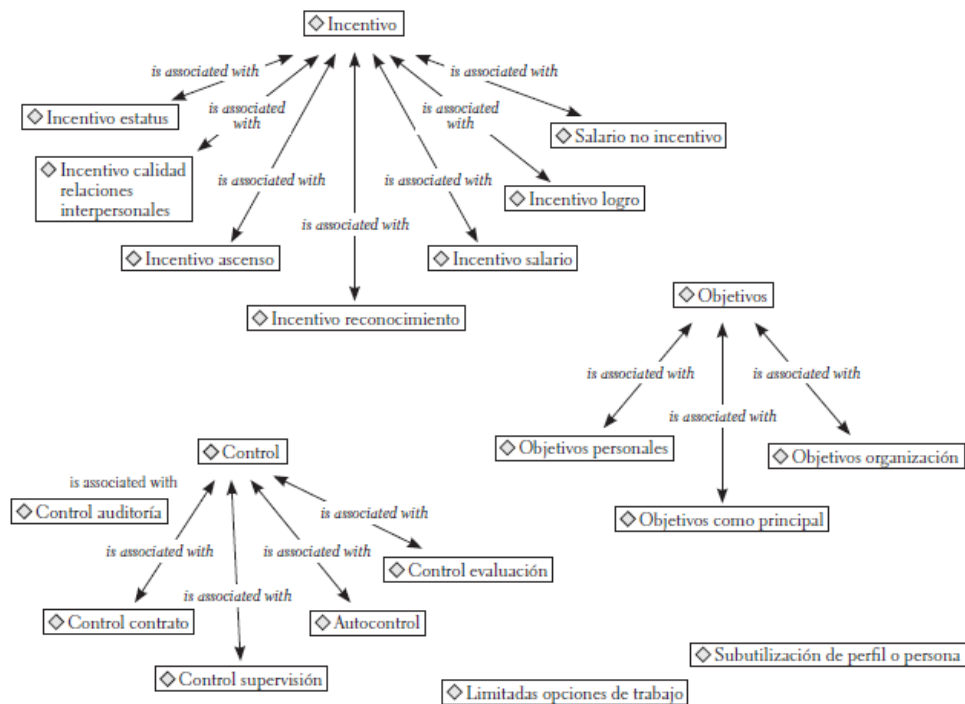 Incentivo
is associated with
is associated with
Incentivo estatus
is associated
with
is associated
with
Salario no incentivo
Incentivo calidad
relaciones
interpersonales
is associated with
is associated with
Incentivo logro
is associated with
Incentivo ascenso
Incentivo salario
Incentivo reconocimiento
Objetivos
is associated with
is associated with
is associated with
Objetivos personales
Objetivos organización
Objetivos como principal
Control
is associated with
Control auditoría
is associated with
is associated with
is associated with
Control evaluación
is associated with
Control contrato
Autocontrol
Control supervisión
Subutilización de perfil o persona
Limitadas opciones de trabajo